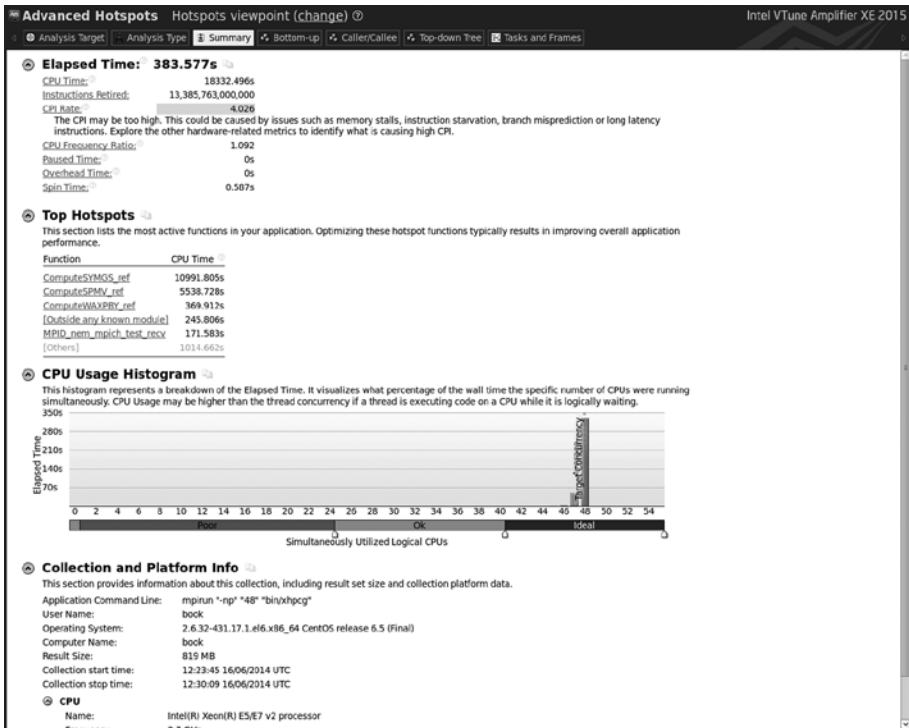 Advanced Hotspots Hotspots viewpoint (change)
Intel VTune Amplifier XE 2015
Analysis Target Analysis Type Summary Bottom-up Caller/Callee Top-down Tree Tasks and Frames
Elapsed Time: 383.577s
CPU Time: 18332.496s
Instructions Retired: 13,385,763,000,000
CPI Rate: 4.026
The CPI may be too high. This could be caused by issues such as memory stalls, instruction starvation, branch misprediction or long latency
instructions. Explore the other hardware-related metrics to identify what is causing high CPI.
CPU Frequency Ratio: 1.092
Paused Time: 0s
Overhead Time: 0s
Spin Time: 0.587s
Top Hotspots
This section lists the most active functions in your application. Optimizing these hotspot functions typically results in improving overall application
performance.
Function CPU Time
ComputeSYMGS_ref 10991.805s
ComputeSPMV_ref 5538.728s
ComputeWAXPBY_ref 369.912s
[Outside any known module] 245.806s
MPID_nem_mpich_test_recv 171.583s
[Others] 1014.662s
CPU Usage Histogram
This histogram represents a breakdown of the Elapsed Time. It visualizes what percentage of the wall time the specific number of CPUs were running
simultaneously. CPU Usage may be higher than the thread concurrency if a thread is executing code on a CPU while it is logically waiting.
350s
280s
210s
140s
70s
Elapsed Time
Target Concurrency
0 2 4 6 8 10 12 14 16 18 20 22 24 26 28 30 32 34 36 38 40 42 44 46 48 50 52 54
Poor Ok Ideal
Simultaneously Utilized Logical CPUs
Collection and Platform Info
This section provides information about this collection, including result set size and collection platform data.
Application Command Line: mpirun "-np" "48" "bin/xhpcg"
User Name: bock
Operating System: 2.6.32-431.17.1.el6.x86_64 CentOS release 6.5 (Final)
Computer Name: bock
Result Size: 819 MB
Collection start time: 12:23:45 16/06/2014 UTC
Collection stop time: 12:30:09 16/06/2014 UTC
CPU
Name: Intel(R) Xeon(R) E5/E7 v2 processor